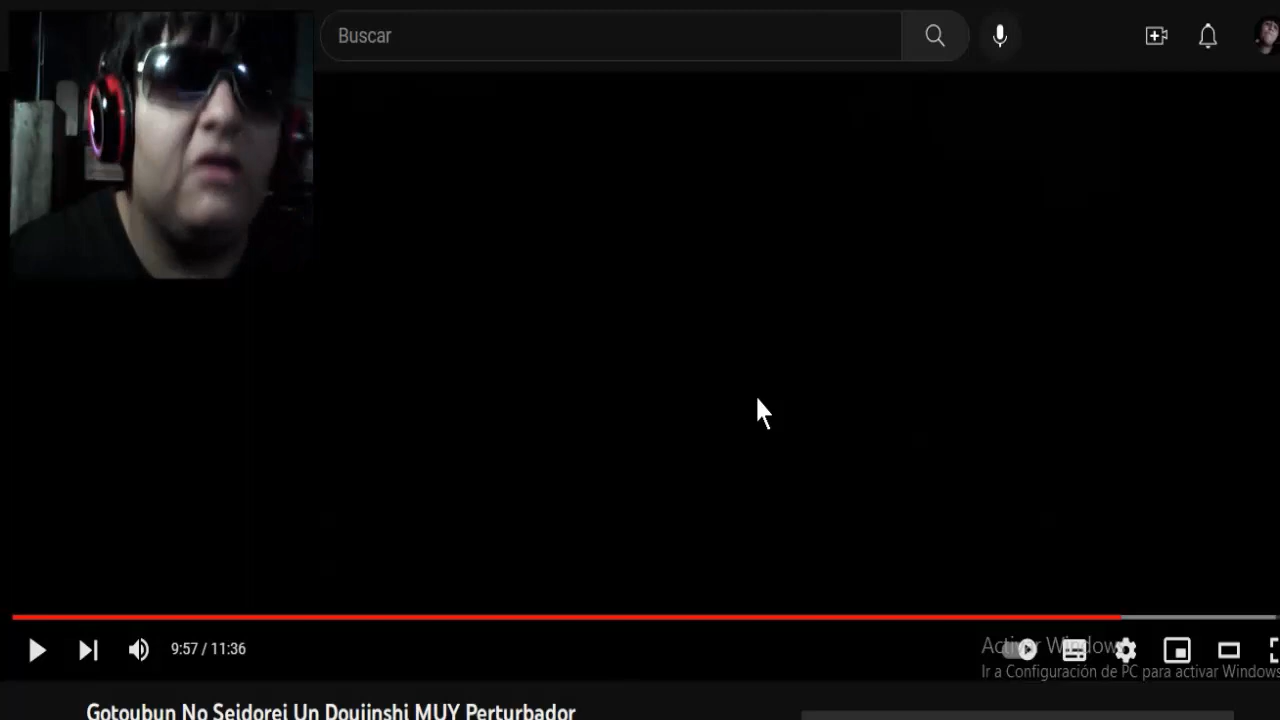 Buscar
9:57 / 11:36
Activar Windows
Ir a Configuración de PC para activar Windows
Gotoubun No Seidorei Un Doujinshi MUY Perturbador